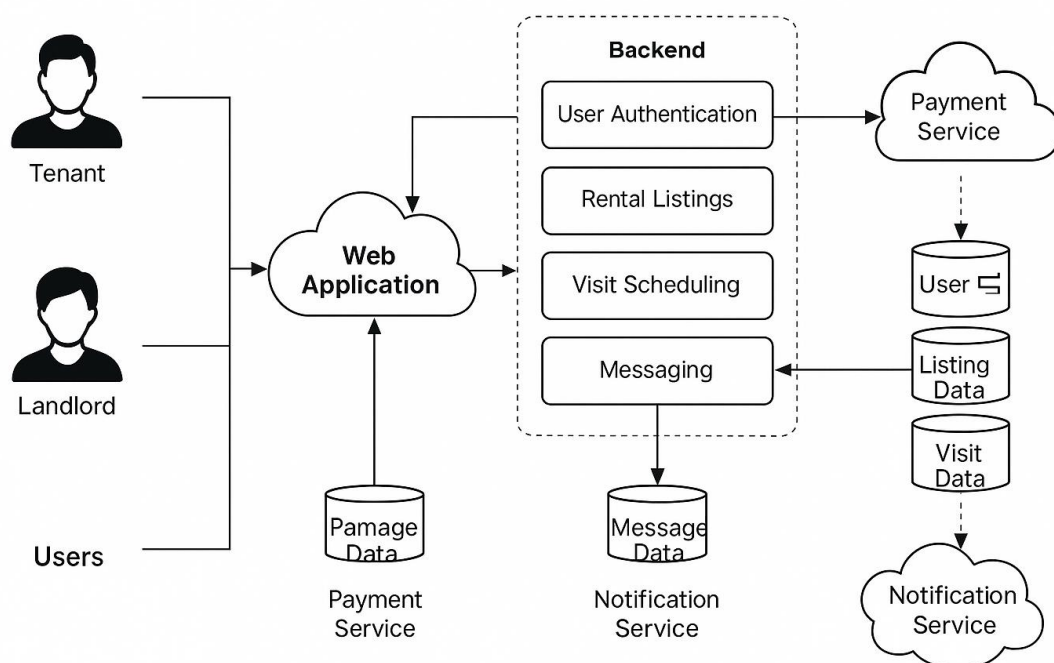 Tenant
Landlord
Users
Web
Application
Pamage
Data
Payment
Service
Backend
User Authentication
Rental Listings
Visit Scheduling
Messaging
Message
Data
Notification
Service
Payment
Service
User
Listing
Data
Visit
Data
Notification
Service